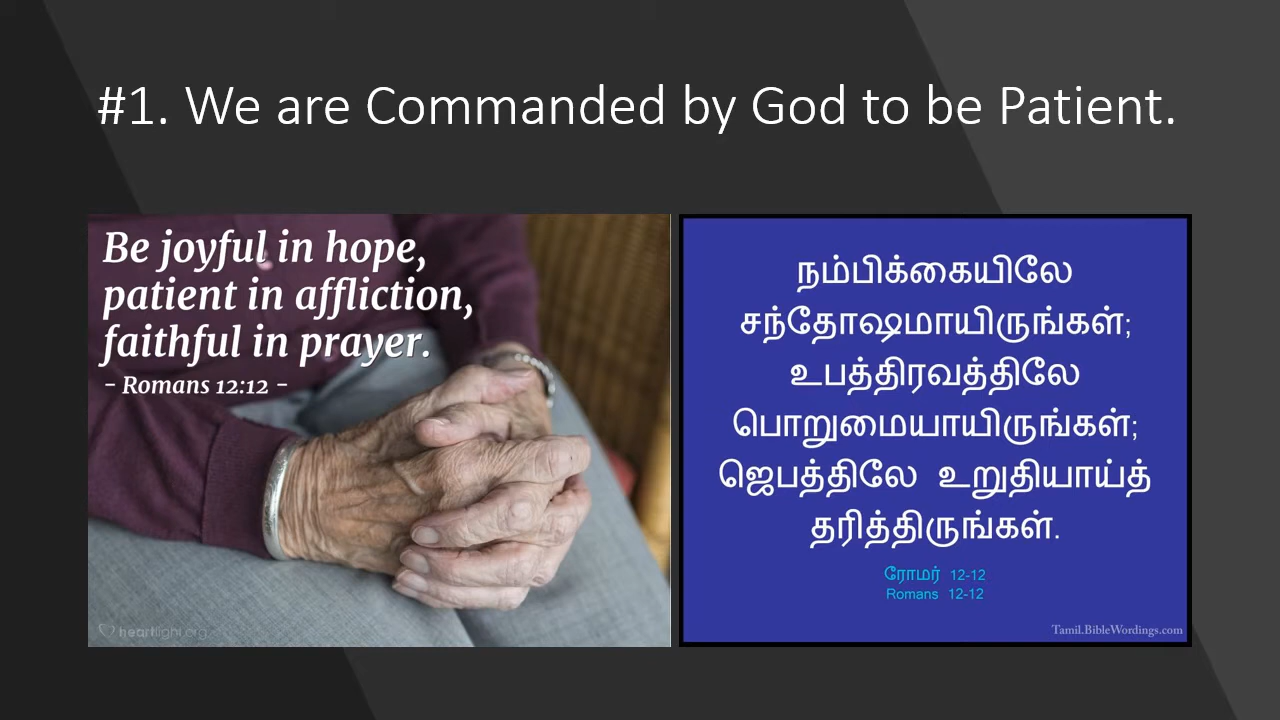 #1. We are Commanded by God to be Patient.
Be joyful in hope,
patient in affliction,
faithful in prayer.
- Romans 12:12 -
heartlight.org
நம்பிக்கையிலே
சந்தோஷமாயிருங்கள்;
உபத்திரவத்திலே
பொறுமையாயிருங்கள்;
ஜெபத்திலே உறுதியாய்த்
தரித்திருங்கள்.
ரோமர் 12-12
Romans 12-12
Tamil.BibleWordings.com